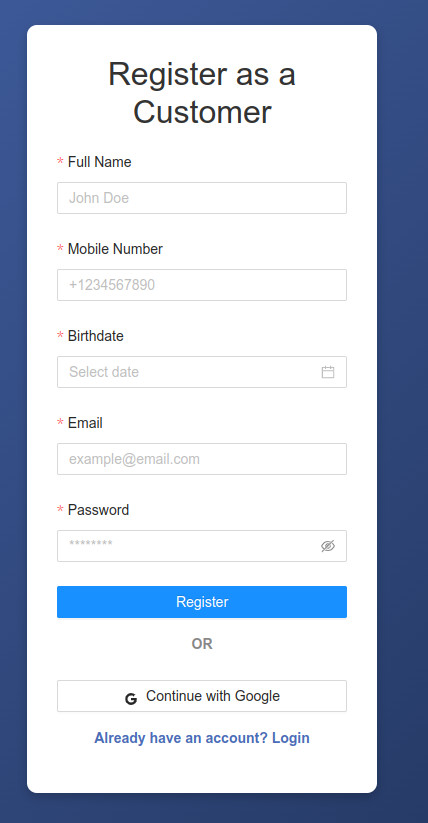 Register as a
Customer
* Full Name
John Doe
* Mobile Number
+1234567890
* Birthdate
Select date
* Email
example@email.com
* Password
********
Register
OR
G Continue with Google
Already have an account? Login